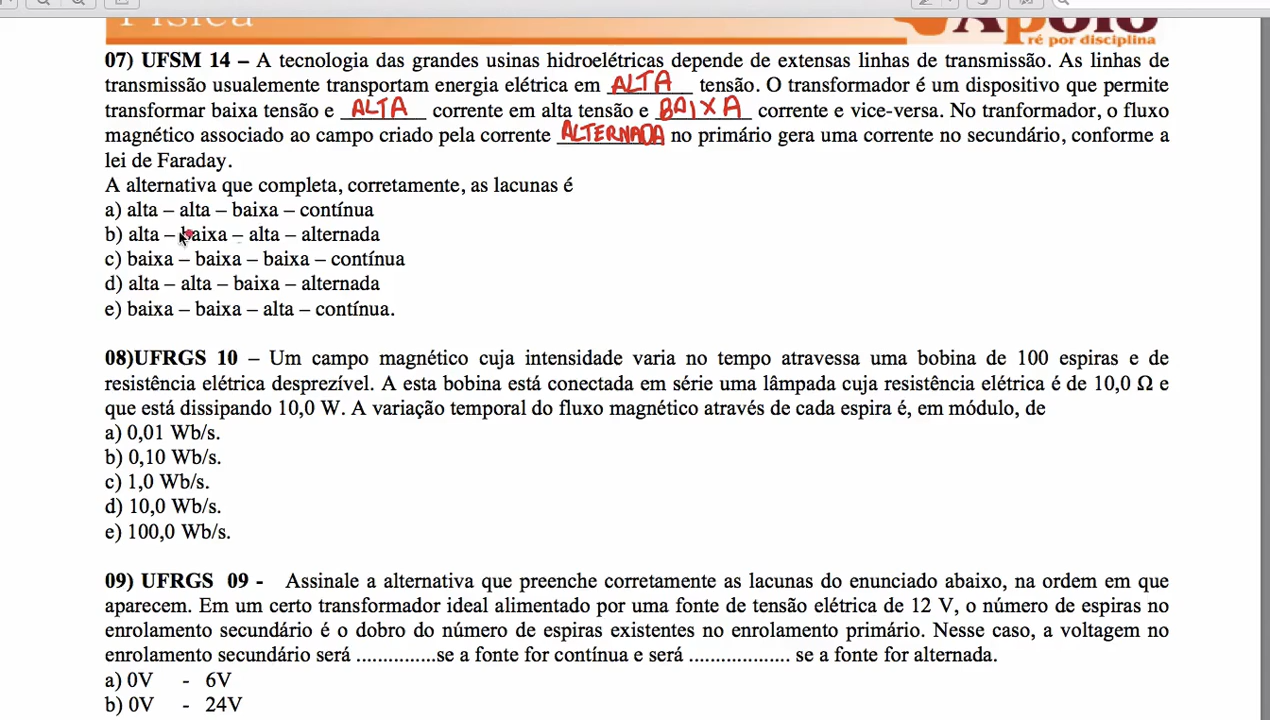 Física
Apolo
ré por disciplina
07) UFSM 14 – A tecnologia das grandes usinas hidroelétricas depende de extensas linhas de transmissão. As linhas de
transmissão usualemente transportam energia elétrica em ALTA tensão. O transformador é um dispositivo que permite
transformar baixa tensão e ALTA corrente em alta tensão e BAIXA corrente e vice-versa. No tranformador, o fluxo
magnético associado ao campo criado pela corrente ALTERNADA no primário gera uma corrente no secundário, conforme a
lei de Faraday.
A alternativa que completa, corretamente, as lacunas é
a) alta – alta – baixa – contínua
b) alta – baixa – alta – alternada
c) baixa – baixa – baixa – contínua
d) alta – alta – baixa – alternada
e) baixa – baixa – alta – contínua.
08)UFRGS 10 – Um campo magnético cuja intensidade varia no tempo atravessa uma bobina de 100 espiras e de
resistência elétrica desprezível. A esta bobina está conectada em série uma lâmpada cuja resistência elétrica é de 10,0 Ω e
que está dissipando 10,0 W. A variação temporal do fluxo magnético através de cada espira é, em módulo, de
a) 0,01 Wb/s.
b) 0,10 Wb/s.
c) 1,0 Wb/s.
d) 10,0 Wb/s.
e) 100,0 Wb/s.
09) UFRGS 09 - Assinale a alternativa que preenche corretamente as lacunas do enunciado abaixo, na ordem em que
aparecem. Em um certo transformador ideal alimentado por uma fonte de tensão elétrica de 12 V, o número de espiras no
enrolamento secundário é o dobro do número de espiras existentes no enrolamento primário. Nesse caso, a voltagem no
enrolamento secundário será ...............se a fonte for contínua e será ................... se a fonte for alternada.
a) 0V - 6V
b) 0V - 24V